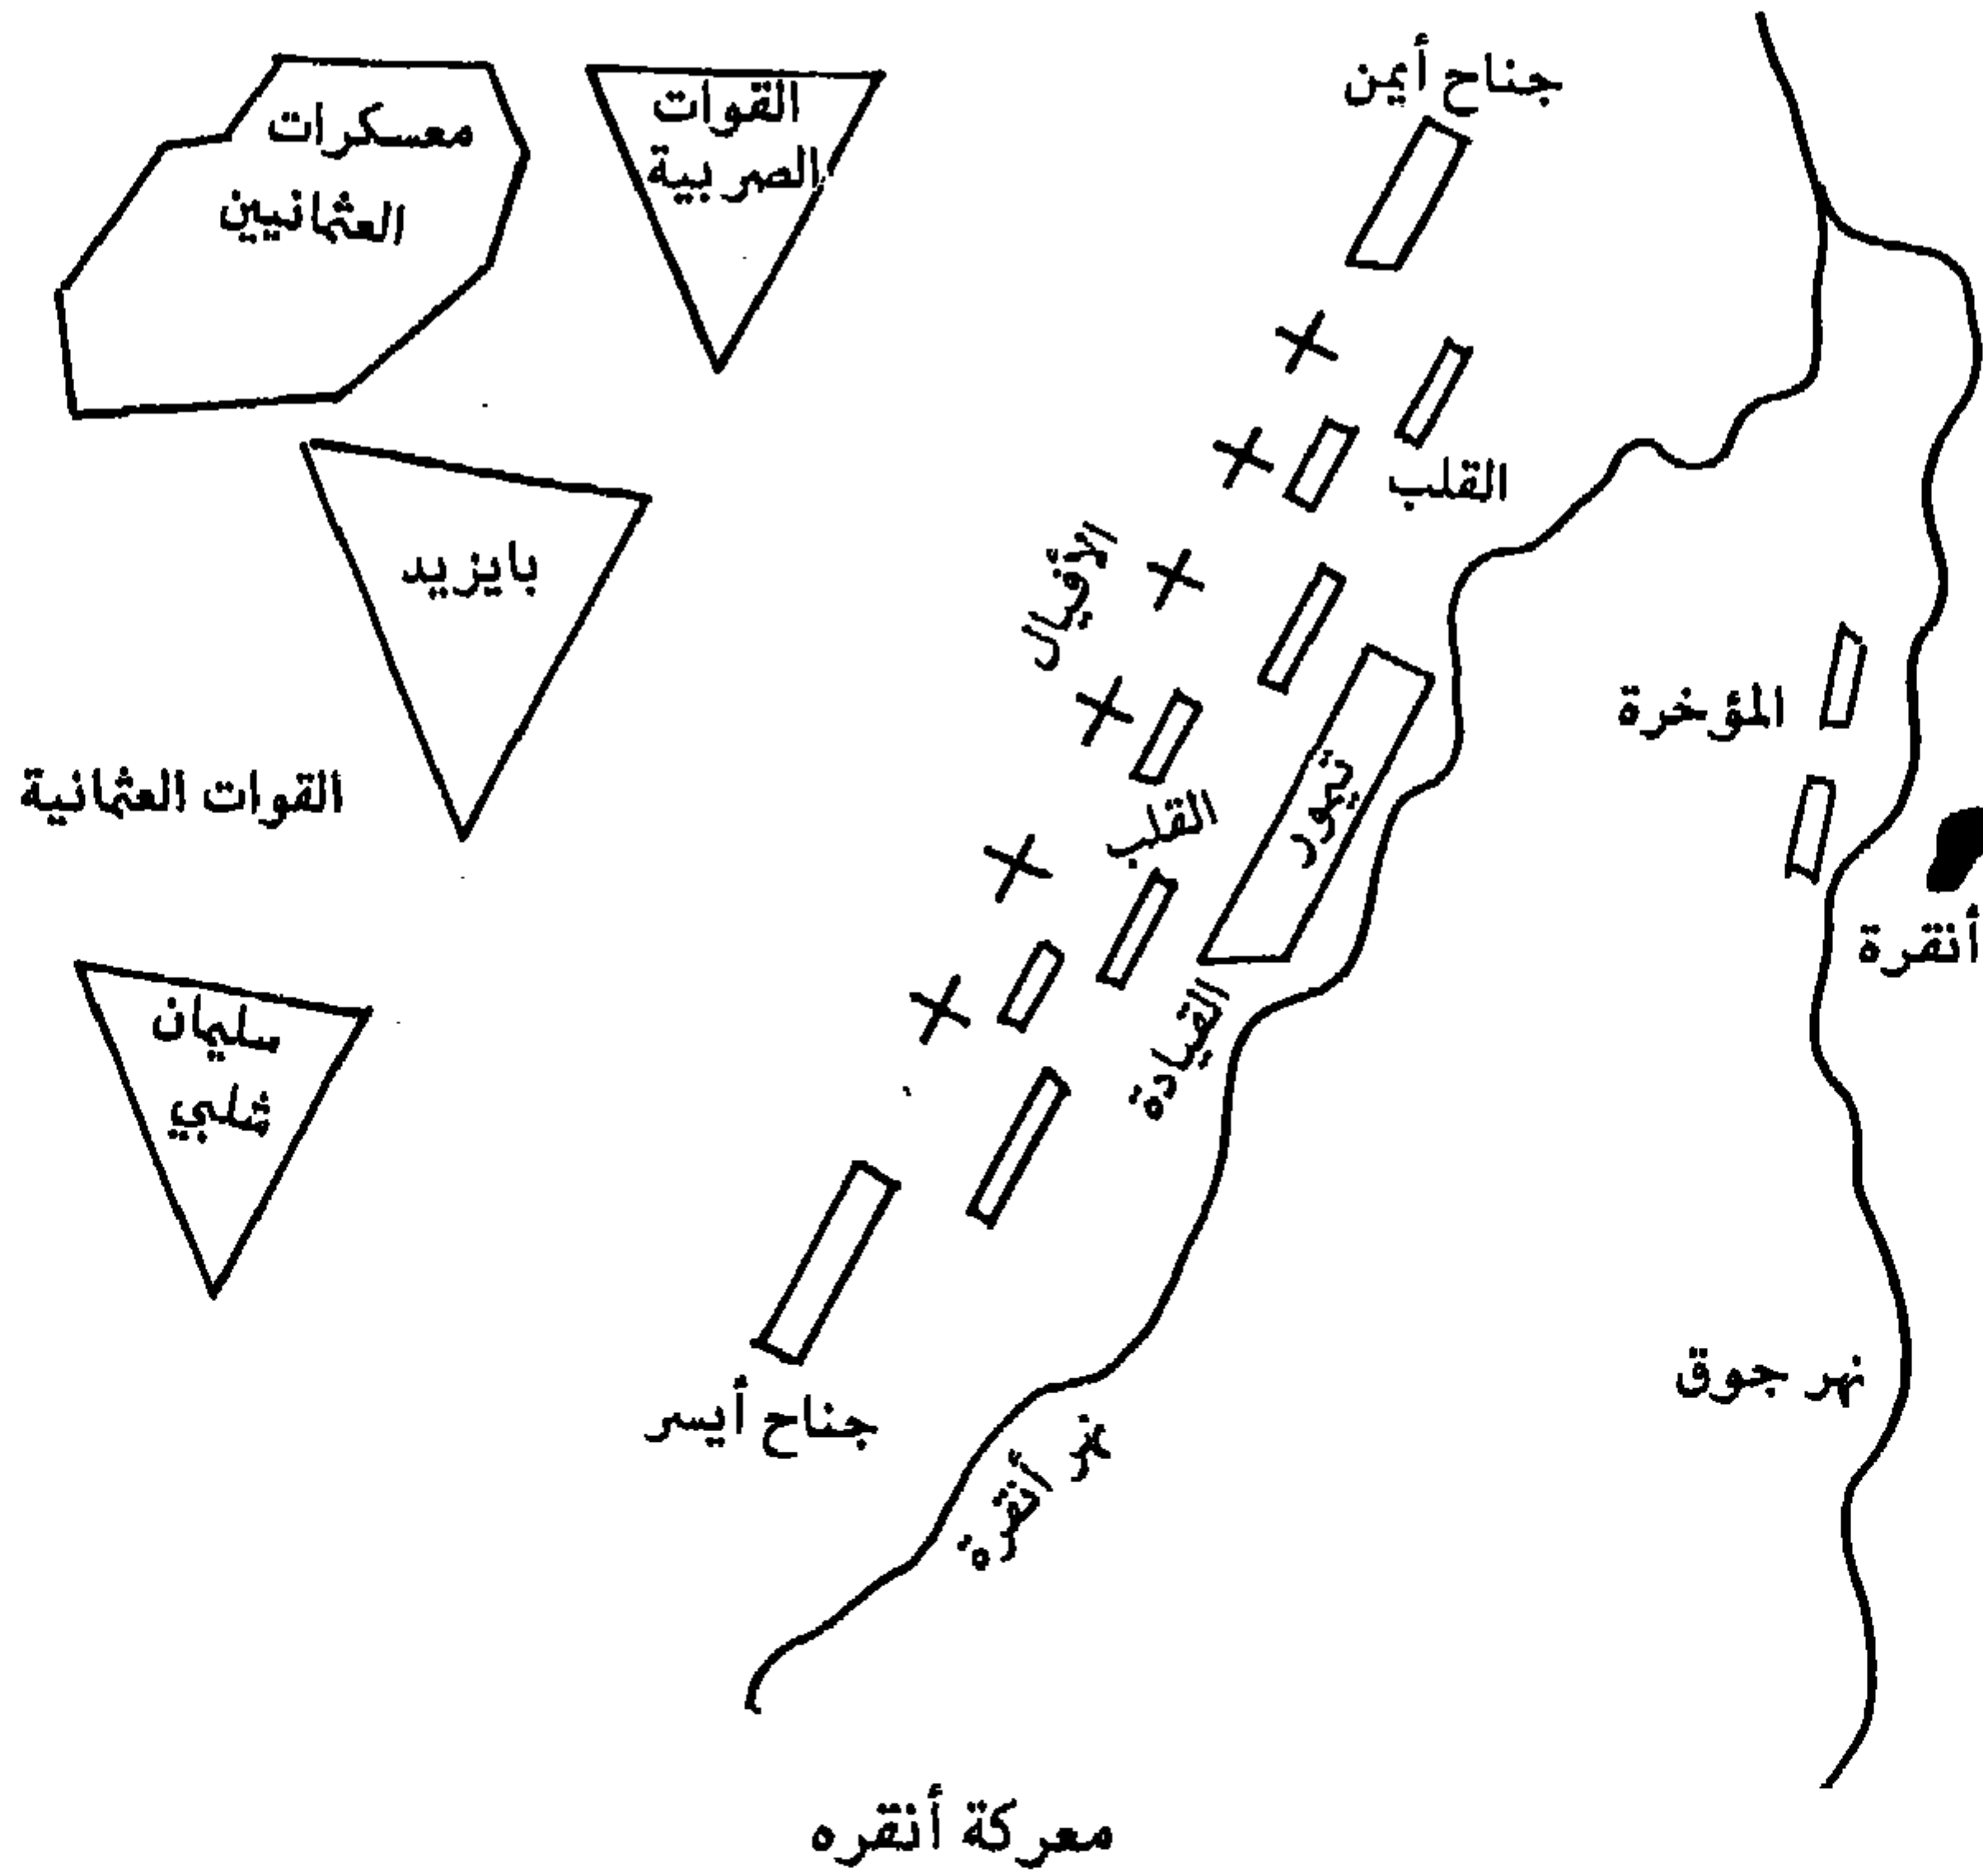 جناح أيمن
القوات
الصربية
معسكرات
العثمانيين
القلب
الأفيال
بايزيد
المؤخرة
القوات العثمانية
تيمور
القلب
أنقرة
القيادة
سليمان
شلبي
نهر جوق
جناح أيسر
نهر أنقرة
معركة أنقره